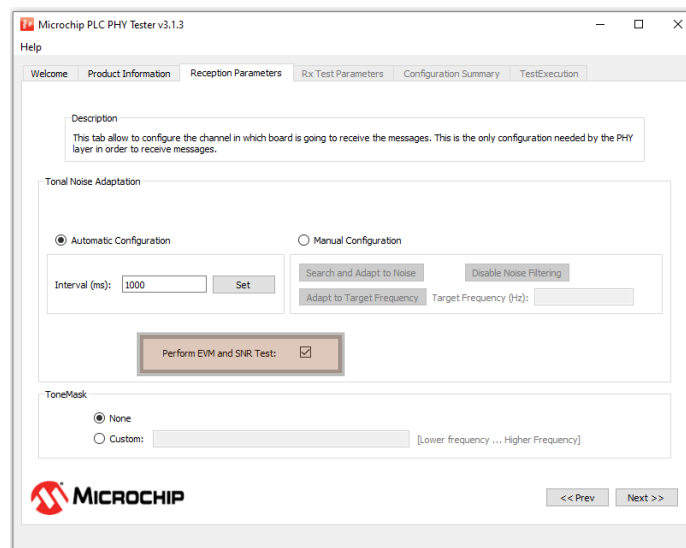 Microchip PLC PHY Tester v3.1.3
Help
Welcome
Product Information
Reception Parameters
Rx Test Parameters
Configuration Summary
TestExecution
Description
This tab allow to configure the channel in which board is going to receive the messages. This is the only configuration needed by the PHY
layer in order to receive messages.
Tonal Noise Adaptation
Automatic Configuration
Manual Configuration
Interval (ms):
1000
Set
Search and Adapt to Noise
Disable Noise Filtering
Adapt to Target Frequency
Target Frequency (Hz):
Perform EVM and SNR Test:
ToneMask
None
Custom:
[Lower frequency ... Higher Frequency]
MICROCHIP
<< Prev
Next >>